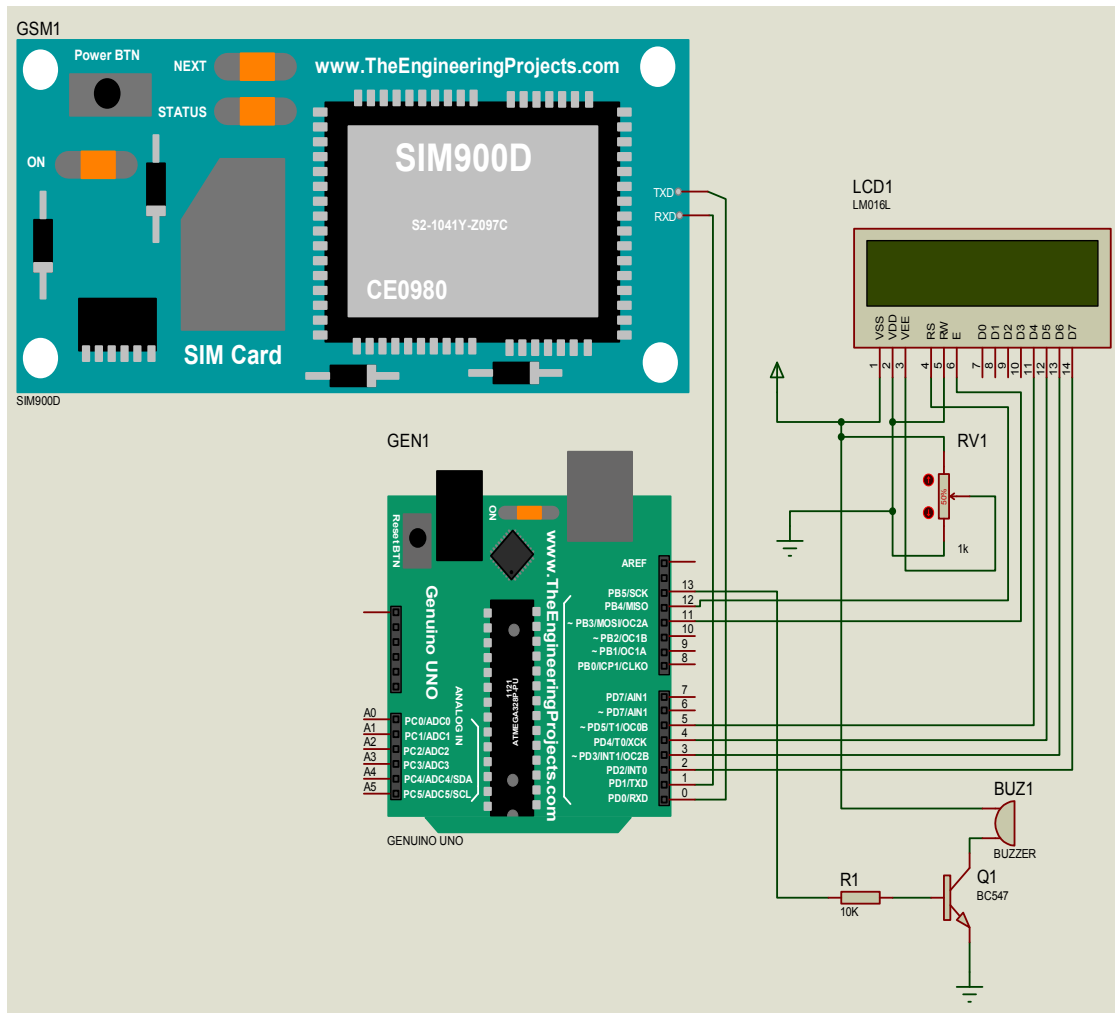 GSM1
Power BTN
NEXT
www.TheEngineeringProjects.com
STATUS
ON
SIM900D
S2-1041Y-Z097C
CE0980
SIM Card
TXD
RXD
SIM900D
LCD1
LM016L
VSS VDD VEE RS RW E D0 D1 D2 D3 D4 D5 D6 D7
1 2 3 4 5 6 7 8 9 10 11 12 13 14
RV1
50%
1k
GEN1
Reset BTN
ON
www.TheEngineeringProjects.com
Genuino UNO
ANALOG IN
1121
ATMEGA328P-PU
AREF
PB5/SCK 13
PB4/MISO 12
~ PB3/MOSI/OC2A 11
~ PB2/OC1B 10
~ PB1/OC1A 9
PB0/ICP1/CLKO 8
PD7/AIN1 7
~ PD7/AIN1 6
~ PD5/T1/OC0B 5
PD4/T0/XCK 4
~ PD3/INT1/OC2B 3
PD2/INT0 2
PD1/TXD 1
PD0/RXD 0
A0 PC0/ADC0
A1 PC1/ADC1
A2 PC2/ADC2
A3 PC3/ADC3
A4 PC4/ADC4/SDA
A5 PC5/ADC5/SCL
GENUINO UNO
BUZ1
BUZZER
Q1
BC547
R1
10K